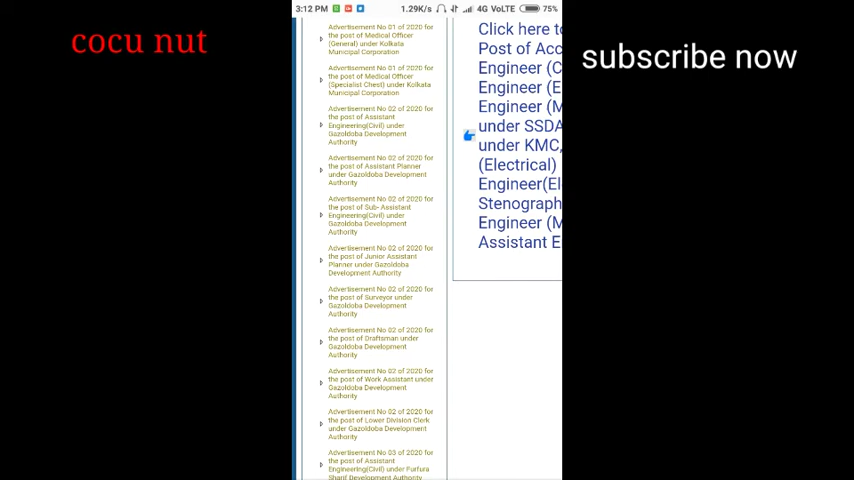 3:12 PM
1.29K/s
4G VoLTE
75%
cocu nut
subscribe now
Advertisement No 01 of 2020 for
the post of Medical Officer
(General) under Kolkata
Municipal Corporation
Advertisement No 01 of 2020 for
the post of Medical Officer
(Specialist Chest) under Kolkata
Municipal Corporation
Advertisement No 02 of 2020 for
the post of Assistant
Engineering(Civil) under
Gazoldoba Development
Authority
Advertisement No 02 of 2020 for
the post of Assistant Planner
under Gazoldoba Development
Authority
Advertisement No 02 of 2020 for
the post of Sub- Assistant
Engineering(Civil) under
Gazoldoba Development
Authority
Advertisement No 02 of 2020 for
the post of Junior Assistant
Planner under Gazoldoba
Development Authority
Advertisement No 02 of 2020 for
the post of Surveyor under
Gazoldoba Development
Authority
Advertisement No 02 of 2020 for
the post of Draftsman under
Gazoldoba Development
Authority
Advertisement No 02 of 2020 for
the post of Work Assistant under
Gazoldoba Development
Authority
Advertisement No 02 of 2020 for
the post of Lower Division Clerk
under Gazoldoba Development
Authority
Advertisement No 03 of 2020 for
the post of Assistant
Engineering(Civil) under Furfura
Sharif Development Authority
Click here to
Post of Acc
Engineer (C
Engineer (E
Engineer (M
under SSDA
under KMC,
(Electrical)
Engineer(El
Stenograph
Engineer (M
Assistant E